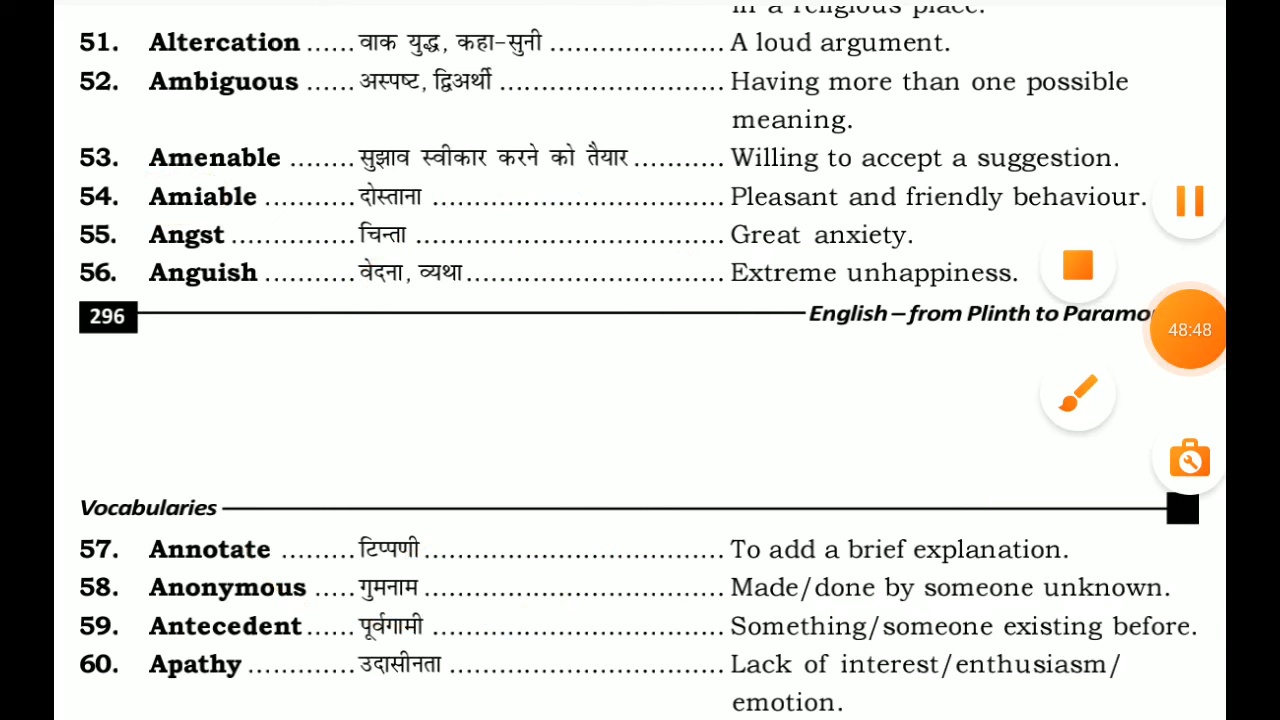 in a religious place.
51. Altercation ...... वाक युद्ध, कहा-सुनी ...................... A loud argument.
52. Ambiguous ...... अस्पष्ट, द्विअर्थी .......................... Having more than one possible
meaning.
53. Amenable ........ सुझाव स्वीकार करने को तैयार ........... Willing to accept a suggestion.
54. Amiable ........... दोस्ताना .................................. Pleasant and friendly behaviour.
55. Angst ............... चिन्ता .................................... Great anxiety.
56. Anguish ........... वेदना, व्यथा .............................. Extreme unhappiness.
296 English – from Plinth to Paramo
48:48
Vocabularies
57. Annotate ......... टिप्पणी ................................... To add a brief explanation.
58. Anonymous ..... गुमनाम ................................... Made/done by someone unknown.
59. Antecedent ...... पूर्वगामी .................................. Something/someone existing before.
60. Apathy ............. उदासीनता ................................ Lack of interest/enthusiasm/
emotion.